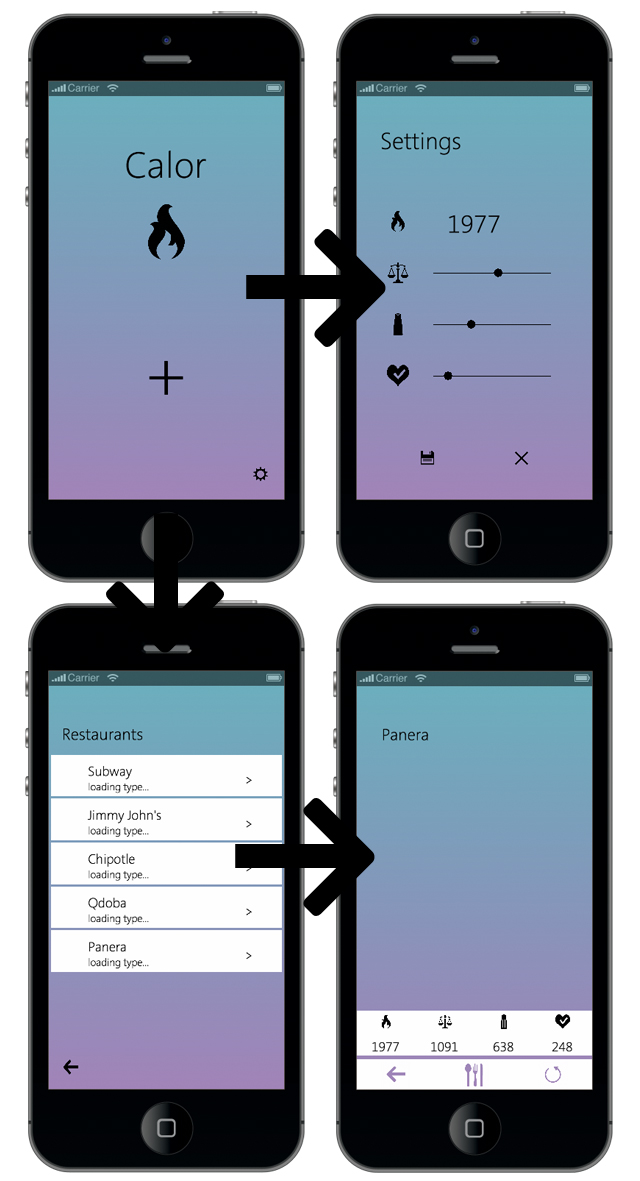 Carrier
Calor
Carrier
Settings
1977
Carrier
Restaurants
Subway
loading type...
>
Jimmy John's
loading type...
>
Chipotle
loading type...
>
Qdoba
loading type...
>
Panera
loading type...
>
Carrier
Panera
1977 1091 638 248